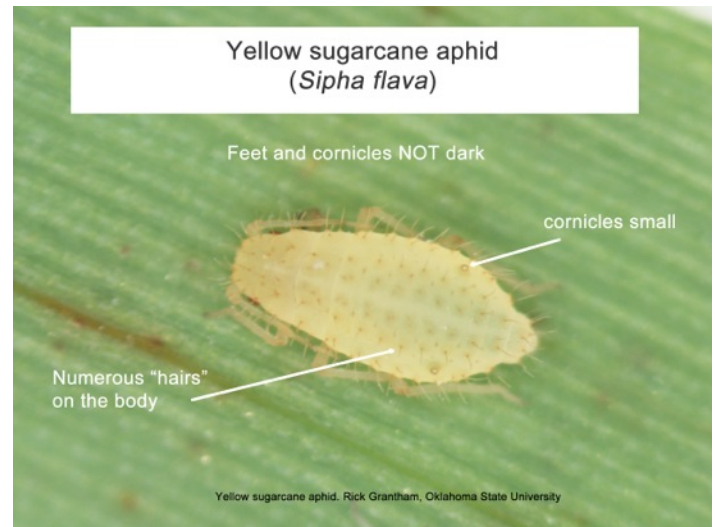 Yellow sugarcane aphid
(Sipha flava)
Feet and cornicles NOT dark
cornicles small
Numerous “hairs”
on the body
Yellow sugarcane aphid. Rick Grantham, Oklahoma State University